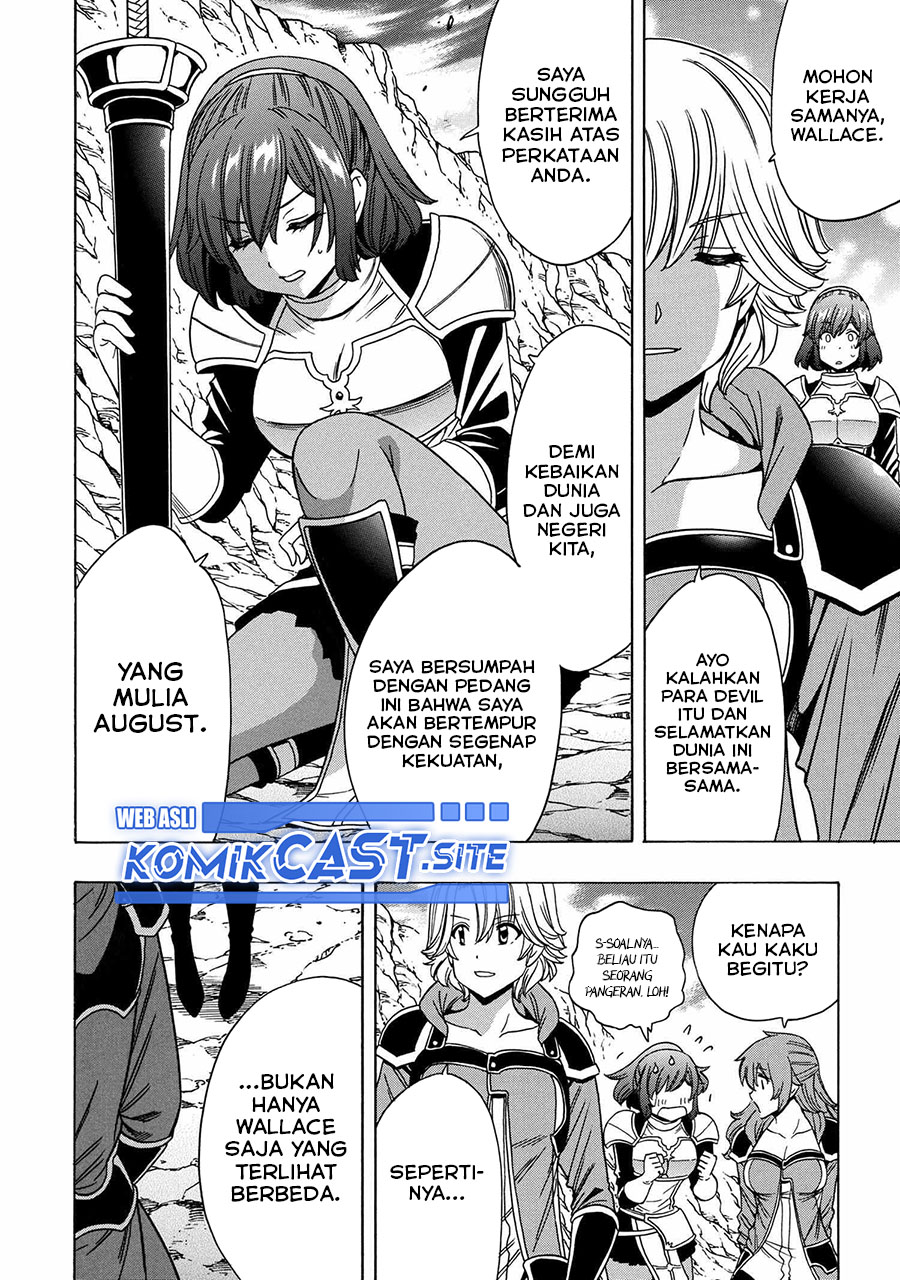 MOHON
KERJA
SAMANYA,
WALLACE.
AYO
KALAHKAN
PARA DEVIL
ITU DAN
SELAMATKAN
DUNIA INI
BERSAMA-
SAMA.
SAYA
SUNGGUH
BERTERIMA
KASIH ATAS
PERKATAAN
ANDA.
DEMI
KEBAIKAN
DUNIA
DAN JUGA
NEGERI
KITA,
SAYA BERSUMPAH
DENGAN PEDANG
INI BAHWA SAYA
AKAN BERTEMPUR
DENGAN SEGENAP
KEKUATAN,
YANG
MULIA
AUGUST.
WEB ASLI
KOMIKCAST.SITE
KENAPA
KAU KAKU
BEGITU?
S-SOALNYA...
BELIAU ITU
SEORANG
PANGERAN, LOH!
SEPERTI-
NYA...
...BUKAN
HANYA
WALLACE
SAJA YANG
TERLIHAT
BERBEDA.